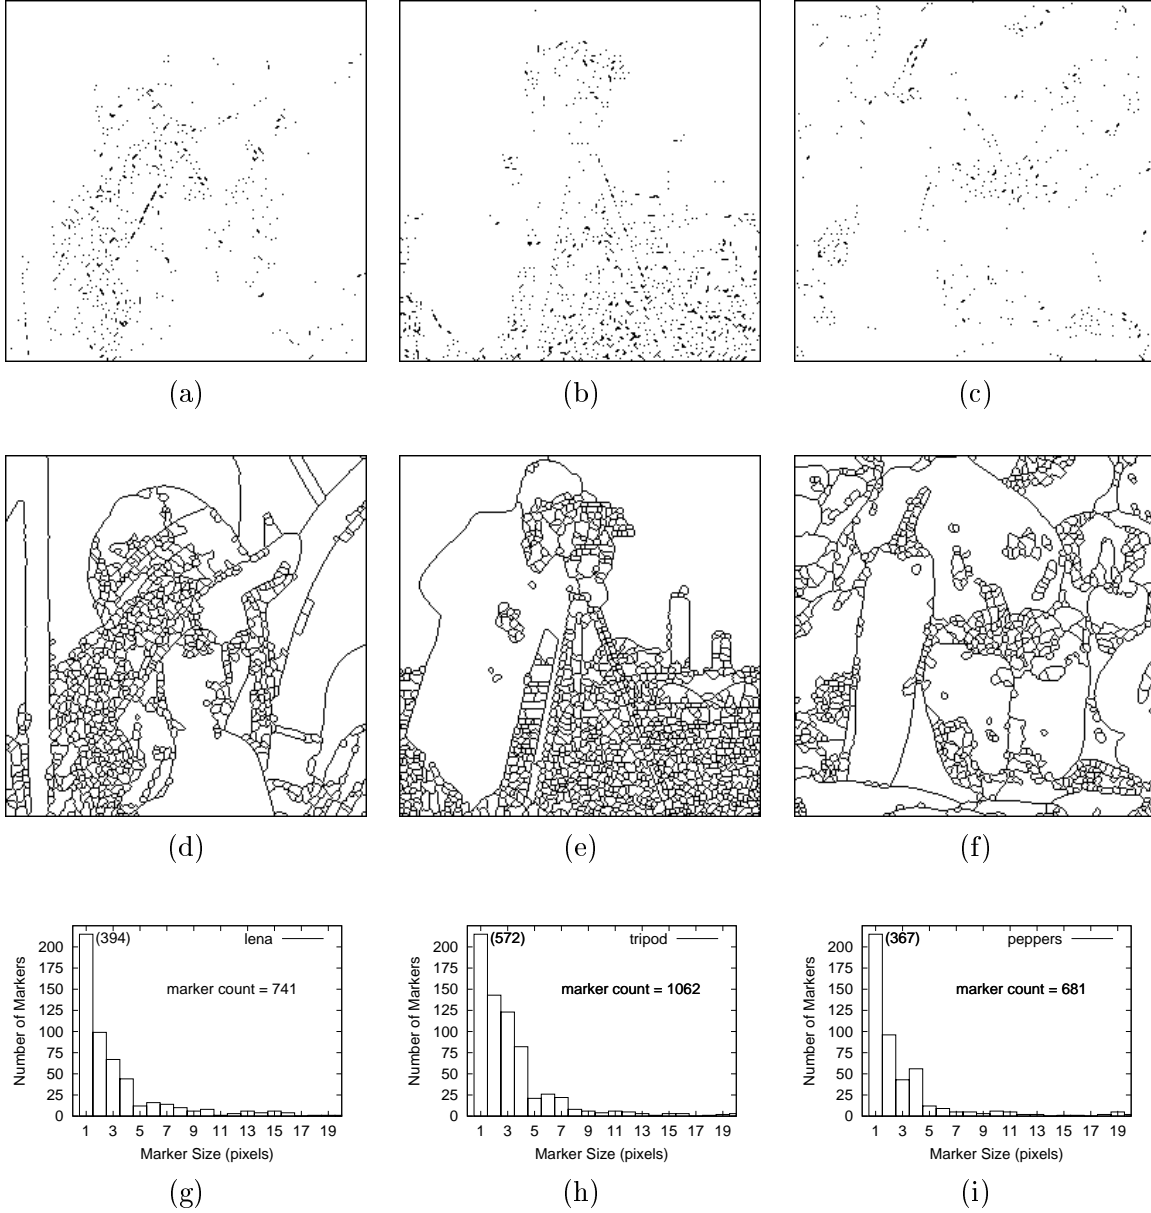 (a)
(b)
(c)
(d)
(e)
(f)
(394)
lena
marker count = 741
Number of Markers
200
175
150
125
100
75
50
25
0
1 3 5 7 9 11 13 15 17 19
Marker Size (pixels)
(g)
(572)
tripod
marker count = 1062
Number of Markers
200
175
150
125
100
75
50
25
0
1 3 5 7 9 11 13 15 17 19
Marker Size (pixels)
(h)
(367)
peppers
marker count = 681
Number of Markers
200
175
150
125
100
75
50
25
0
1 3 5 7 9 11 13 15 17 19
Marker Size (pixels)
(i)